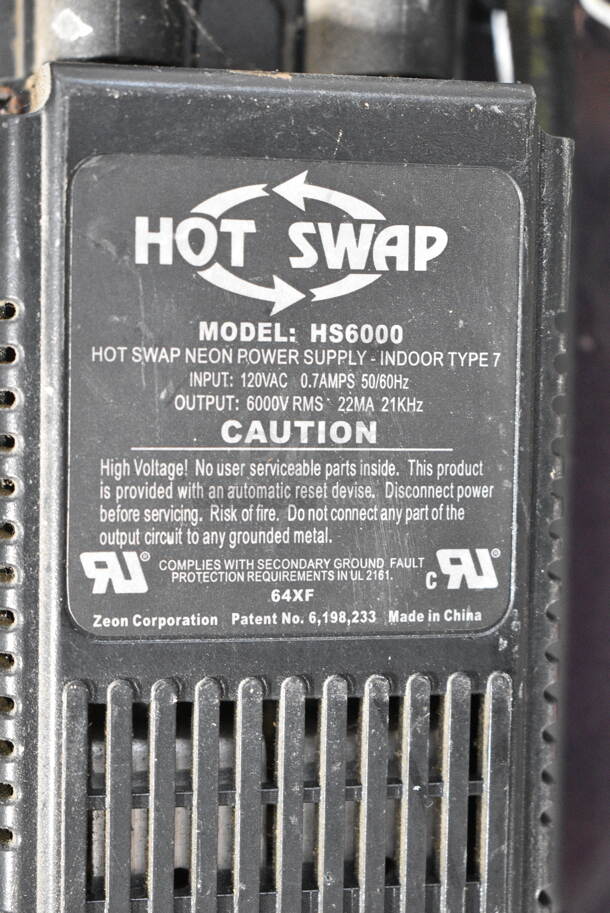 HOT SWAP
MODEL: HS6000
HOT SWAP NEON POWER SUPPLY - INDOOR TYPE 7
INPUT: 120VAC 0.7AMPS 50/60Hz
OUTPUT: 6000V RMS 22MA 21KHz
CAUTION
High Voltage! No user serviceable parts inside. This product
is provided with an automatic reset devise. Disconnect power
before servicing. Risk of fire. Do not connect any part of the
output circuit to any grounded metal.
RU® COMPLIES WITH SECONDARY GROUND FAULT c RU®
PROTECTION REQUIREMENTS IN UL 2161.
64XF
Zeon Corporation Patent No. 6,198,233 Made in China